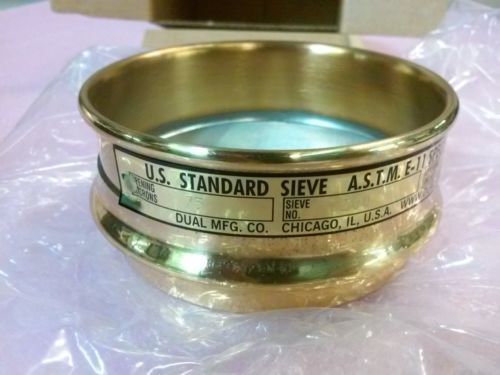 U.S. STANDARD SIEVE A.S.T.M. E-11
SIEVE
NO.
DUAL MFG. CO. CHICAGO, IL, U.S.A.